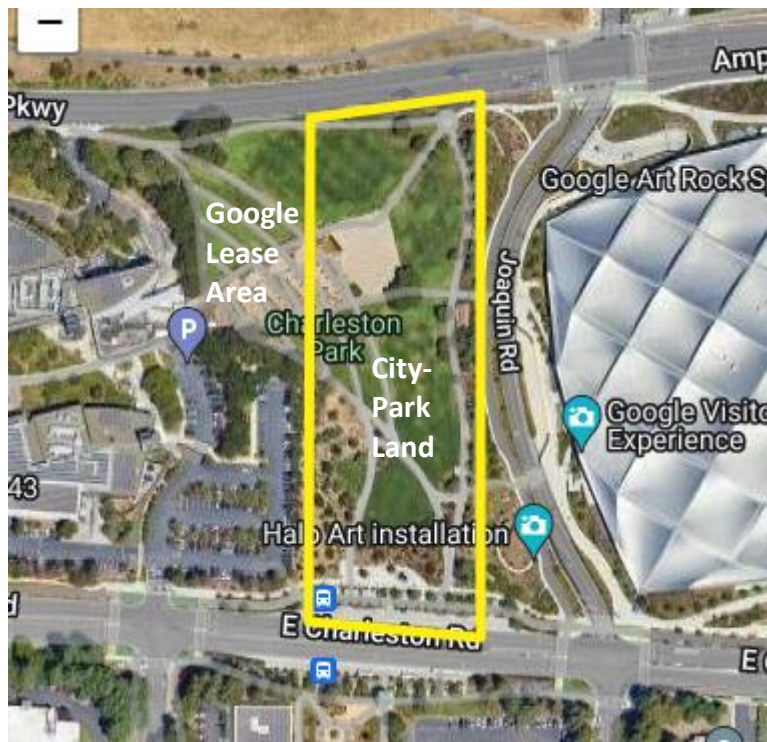 Amp
Pkwy
Google Art Rock Sp
Google
Lease
Area
Joaquin Rd
P
Charleston
Park
City-
Park
Land
Google Visito
Experience
43
Halo Art installation
d
E Charleston Rd
E